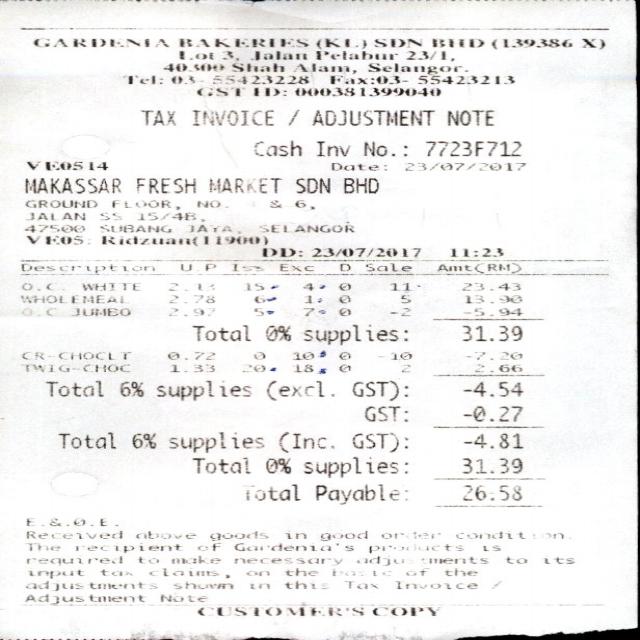 GARDENIA BAKERIES (KL) SDN BHD (139386 X)
Lot 3, Jalan Pelabur 23/1,
40300 Shah Alam, Selangor.
Tel: 03- 55423228 Fax:03- 55423213
GST ID: 000381399040
TAX INVOICE / ADJUSTMENT NOTE
Cash Inv No.: 7723F712
VE0514 Date: 23/07/2017
MAKASSAR FRESH MARKET SDN BHD
GROUND FLOOR, NO. & 6,
JALAN SS 15/4B,
47500 SUBANG JAYA, SELANGOR
VE05: Ridzuan(11900)
DD: 23/07/2017 11:23
Description U.P Iss Exc D Sale Amt(RM)
O.C. WHITE 2.13 15 4 0 11 23.43
WHOLEMEAL 2.78 6 1 0 5 13.90
O.C JUMBO 2.97 5 7 0 -2 -5.94
Total 0% supplies: 31.39
CR-CHOCLT 0.72 0 10 0 -10 -7.20
TWIG-CHOC 1.33 20 18 0 2 2.66
Total 6% supplies (excl. GST): -4.54
GST: -0.27
Total 6% supplies (Inc. GST): -4.81
Total 0% supplies: 31.39
Total Payable: 26.58
E.&.O.E.
Received above goods in good order condition.
The recipient of Gardenia's products is
required to make necessary adjustments to its
input tax claims, on the basis of the
adjustments shown in this Tax Invoice /
Adjustment Note
CUSTOMER'S COPY